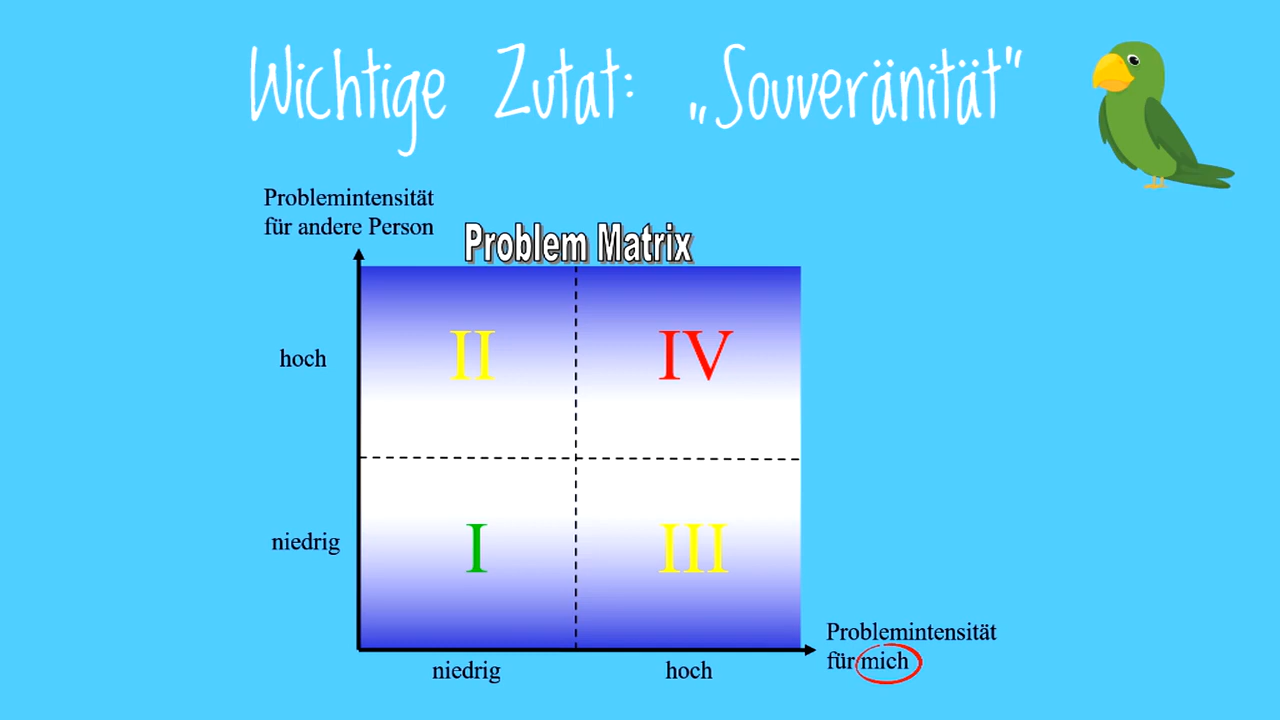 Wichtige Zutat: „Souveränität"
Problemintensität
für andere Person
Problem Matrix
II
IV
hoch
niedrig
I
III
Problemintensität
für mich
niedrig
hoch